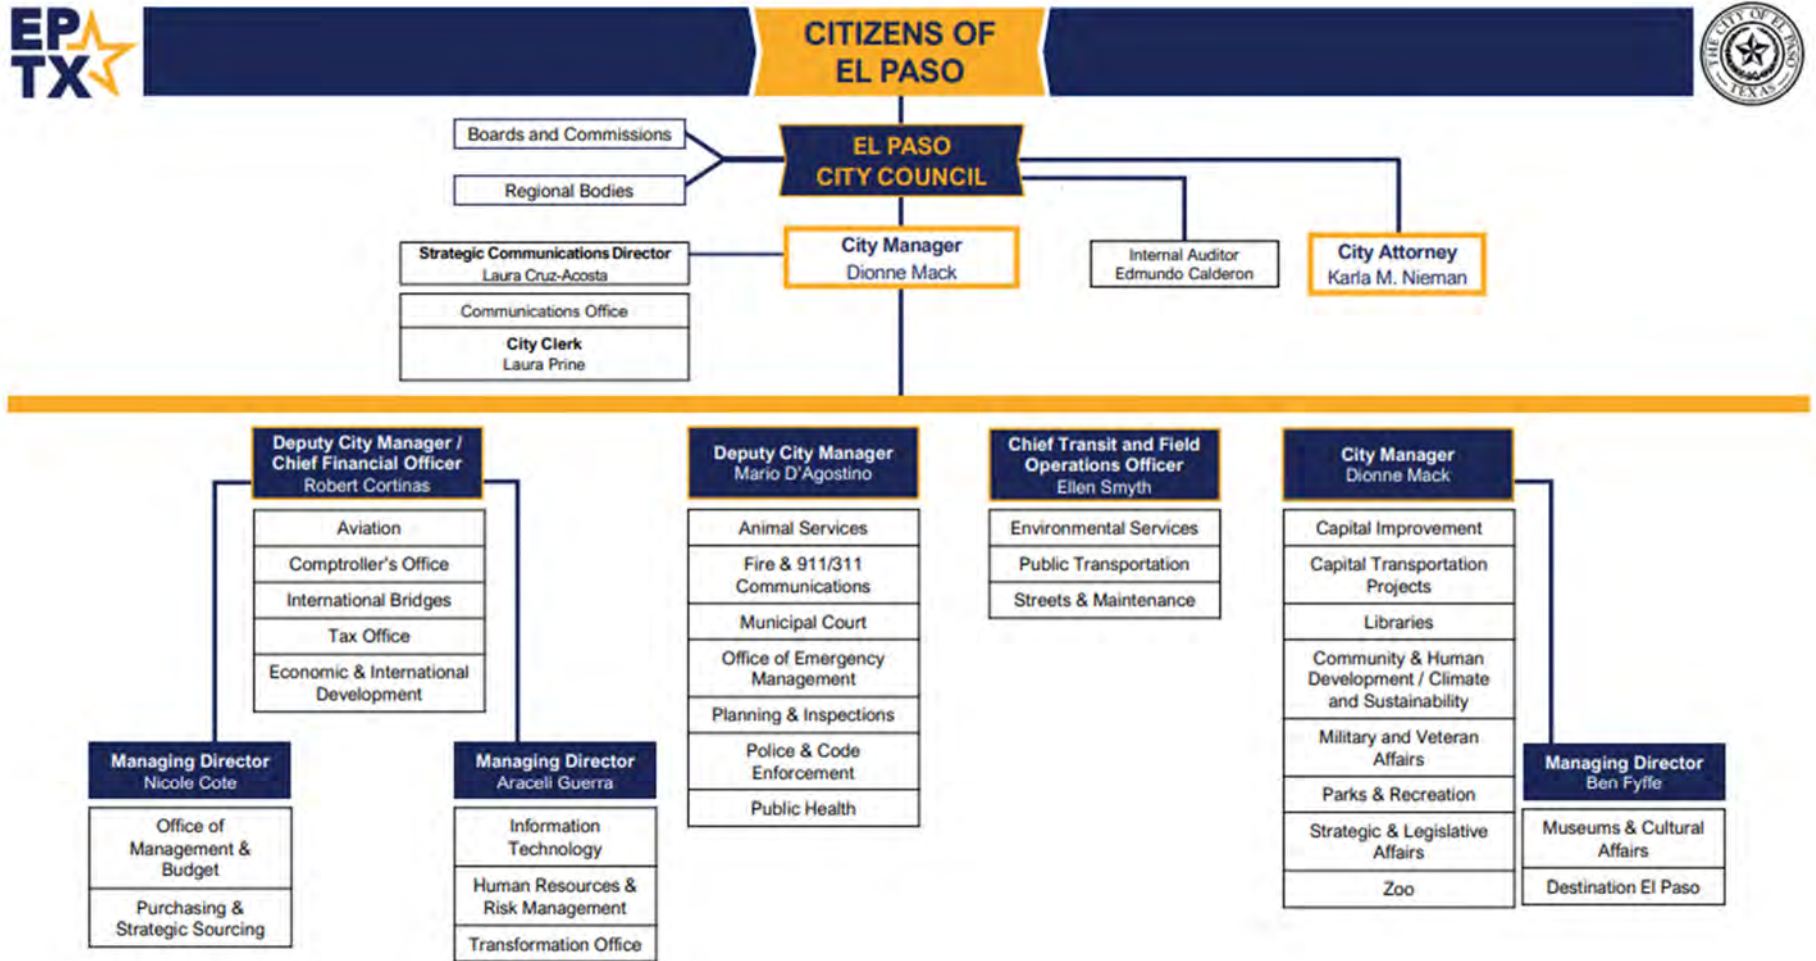 EP
TX
CITIZENS OF
EL PASO
THE CITY OF EL PASO
TEXAS
Boards and Commissions
Regional Bodies
EL PASO
CITY COUNCIL
Strategic Communications Director
Laura Cruz-Acosta
Communications Office
City Clerk
Laura Prine
City Manager
Dionne Mack
Internal Auditor
Edmundo Calderon
City Attorney
Karla M. Nieman
Deputy City Manager /
Chief Financial Officer
Robert Cortinas
Aviation
Comptroller's Office
International Bridges
Tax Office
Economic & International
Development
Managing Director
Nicole Cote
Office of
Management &
Budget
Purchasing &
Strategic Sourcing
Managing Director
Araceli Guerra
Information
Technology
Human Resources &
Risk Management
Transformation Office
Deputy City Manager
Mario D'Agostino
Animal Services
Fire & 911/311
Communications
Municipal Court
Office of Emergency
Management
Planning & Inspections
Police & Code
Enforcement
Public Health
Chief Transit and Field
Operations Officer
Ellen Smyth
Environmental Services
Public Transportation
Streets & Maintenance
City Manager
Dionne Mack
Capital Improvement
Capital Transportation
Projects
Libraries
Community & Human
Development / Climate
and Sustainability
Military and Veteran
Affairs
Parks & Recreation
Strategic & Legislative
Affairs
Zoo
Managing Director
Ben Fyffe
Museums & Cultural
Affairs
Destination El Paso